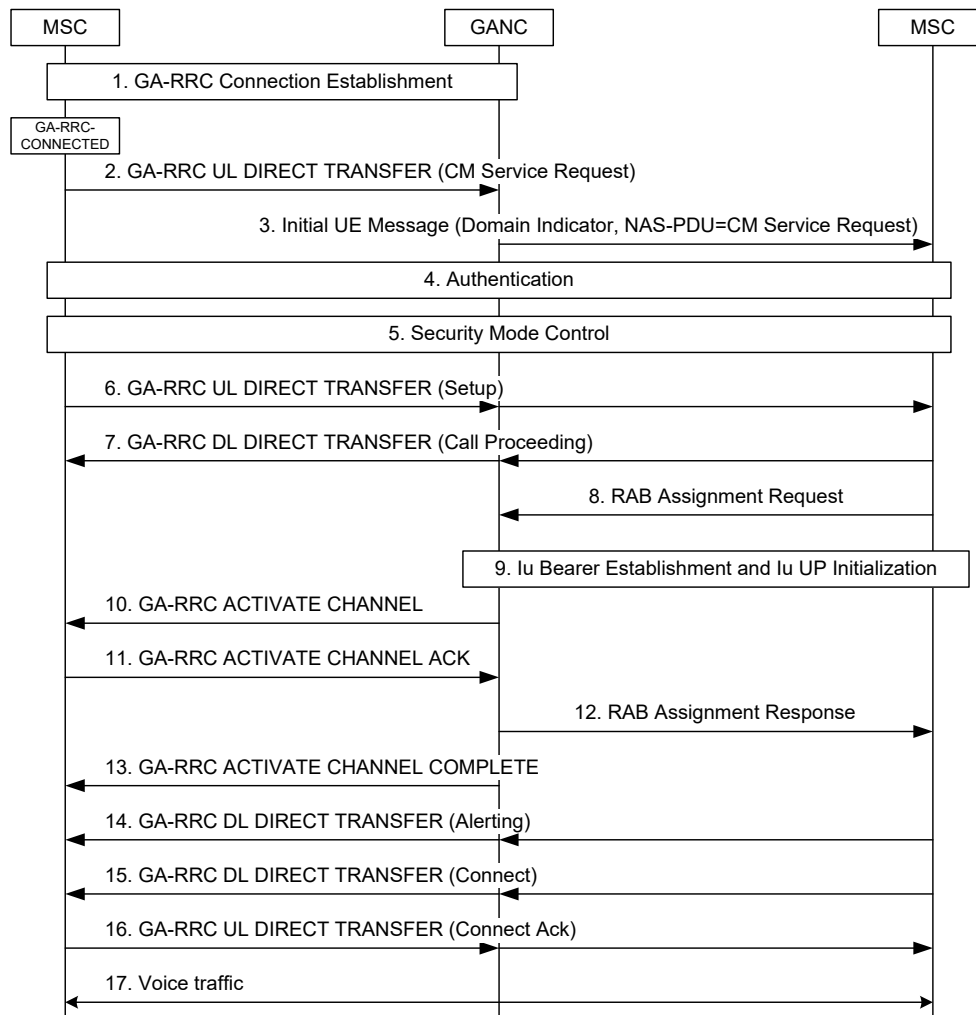 MSC
GANC
MSC
1. GA-RRC Connection Establishment
GA-RRC-
CONNECTED
2. GA-RRC UL DIRECT TRANSFER (CM Service Request)
3. Initial UE Message (Domain Indicator, NAS-PDU=CM Service Request)
4. Authentication
5. Security Mode Control
6. GA-RRC UL DIRECT TRANSFER (Setup)
7. GA-RRC DL DIRECT TRANSFER (Call Proceeding)
8. RAB Assignment Request
9. Iu Bearer Establishment and Iu UP Initialization
10. GA-RRC ACTIVATE CHANNEL
11. GA-RRC ACTIVATE CHANNEL ACK
12. RAB Assignment Response
13. GA-RRC ACTIVATE CHANNEL COMPLETE
14. GA-RRC DL DIRECT TRANSFER (Alerting)
15. GA-RRC DL DIRECT TRANSFER (Connect)
16. GA-RRC UL DIRECT TRANSFER (Connect Ack)
17. Voice traffic